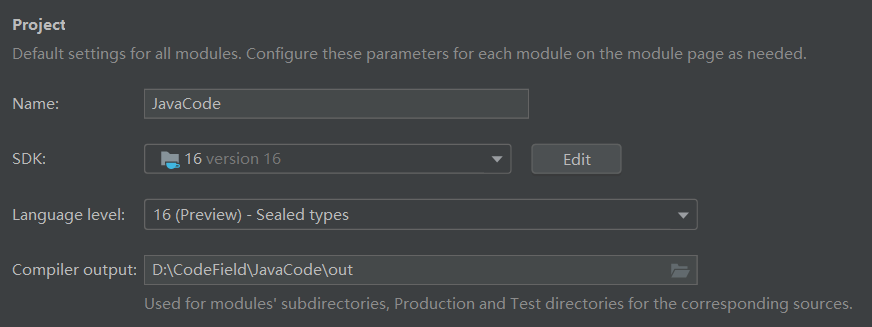 Project
Default settings for all modules. Configure these parameters for each module on the module page as needed.
Name: JavaCode
SDK: 16 version 16 Edit
Language level: 16 (Preview) - Sealed types
Compiler output: D:\CodeField\JavaCode\out
Used for modules' subdirectories, Production and Test directories for the corresponding sources.